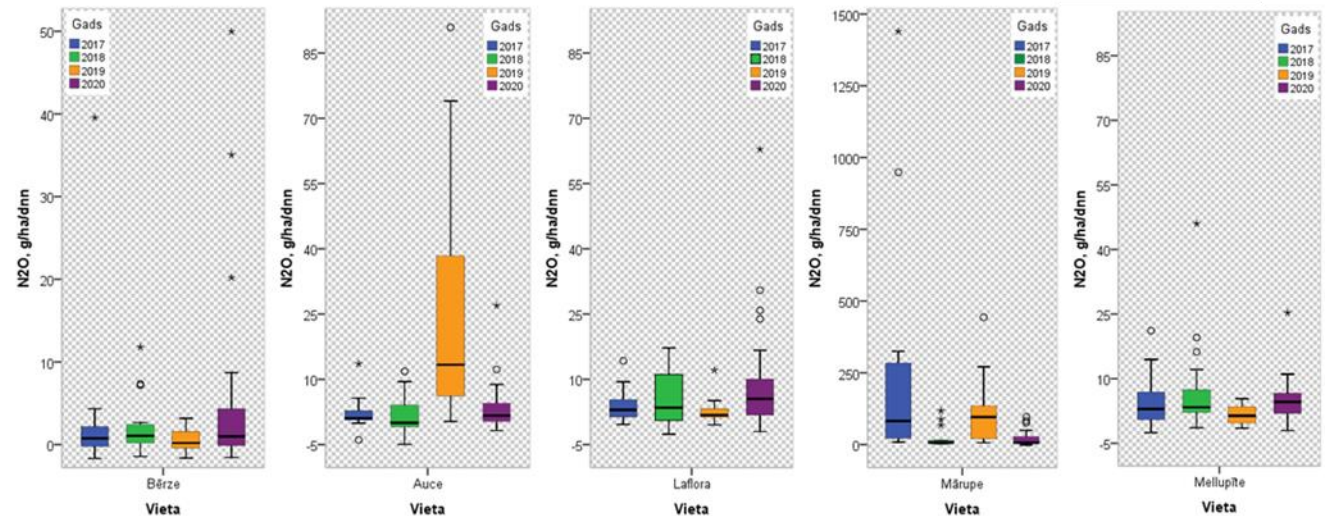 Gads
2017
2018
2019
2020
N2O, g/ha/dnn
50
40
30
20
10
0
Bērze
Vieta
Gads
2017
2018
2019
2020
N2O, g/ha/dnn
85
70
55
40
25
10
-5
Auce
Vieta
Gads
2017
2018
2019
2020
N2O, g/ha/dnn
85
70
55
40
25
10
-5
Laflora
Vieta
Gads
2017
2018
2019
2020
N2O, g/ha/dnn
1500
1250
1000
750
500
250
0
Mārupe
Vieta
Gads
2017
2018
2019
2020
N2O, g/ha/dnn
85
70
55
40
25
10
-5
Mellupīte
Vieta